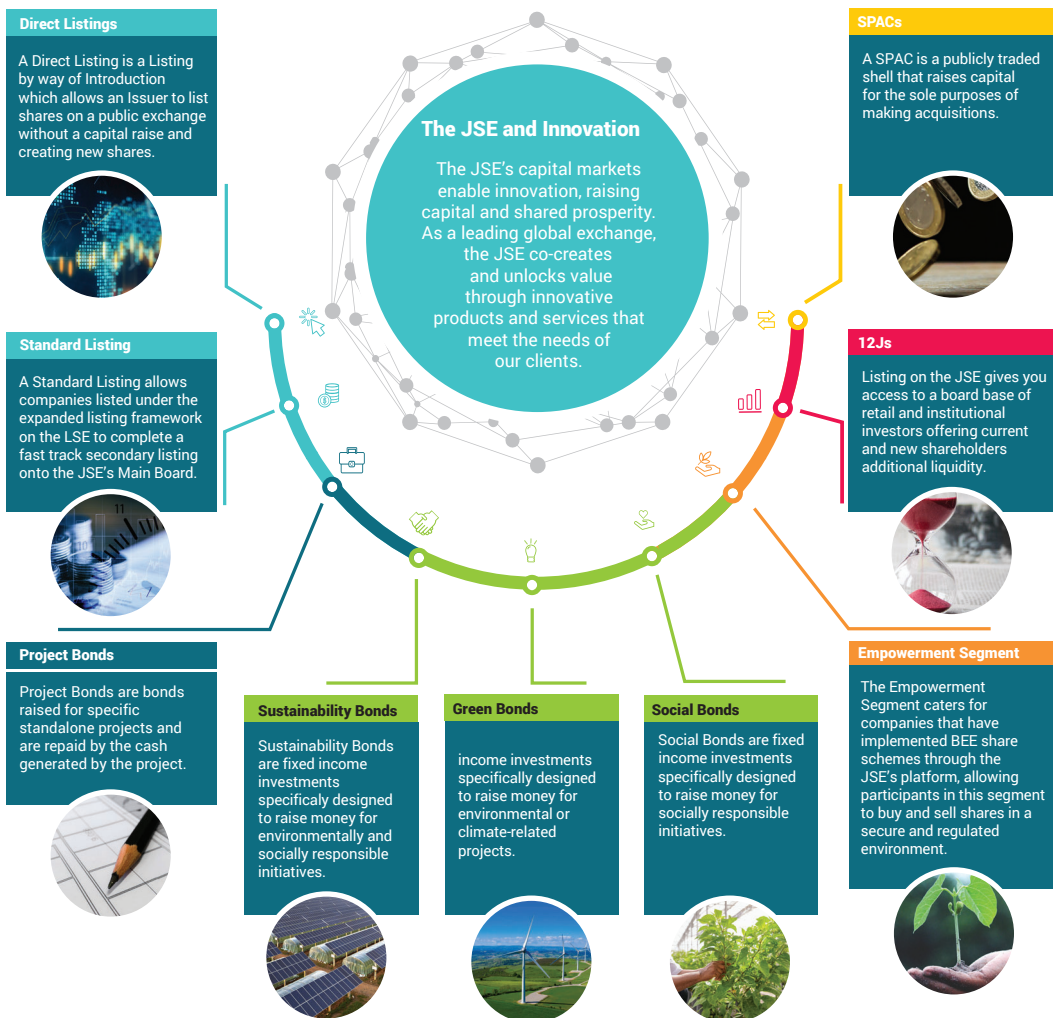 Direct Listings
A Direct Listing is a Listing
by way of Introduction
which allows an Issuer to list
shares on a public exchange
without a capital raise and
creating new shares.
The JSE and Innovation
The JSE's capital markets
enable innovation, raising
capital and shared prosperity.
As a leading global exchange,
the JSE co-creates
and unlocks value
through innovative
products and services that
meet the needs of
our clients.
SPACs
A SPAC is a publicly traded
shell that raises capital
for the sole purposes of
making acquisitions.
Standard Listing
A Standard Listing allows
companies listed under the
expanded listing framework
on the LSE to complete a
fast track secondary listing
onto the JSE's Main Board.
11
12Js
Listing on the JSE gives you
access to a board base of
retail and institutional
investors offering current
and new shareholders
additional liquidity.
Project Bonds
Project Bonds are bonds
raised for specific
standalone projects and
are repaid by the cash
generated by the project.
Sustainability Bonds
Sustainability Bonds
are fixed income
investments
specificaly designed
to raise money for
environmentally and
socially responsible
initiatives.
Green Bonds
income investments
specifically designed
to raise money for
environmental or
climate-related
projects.
Social Bonds
Social Bonds are fixed
income investments
specifically designed
to raise money for
socially responsible
initiatives.
Empowerment Segment
The Empowerment
Segment caters for
companies that have
implemented BEE share
schemes through the
JSE's platform, allowing
participants in this segment
to buy and sell shares in a
secure and regulated
environment.